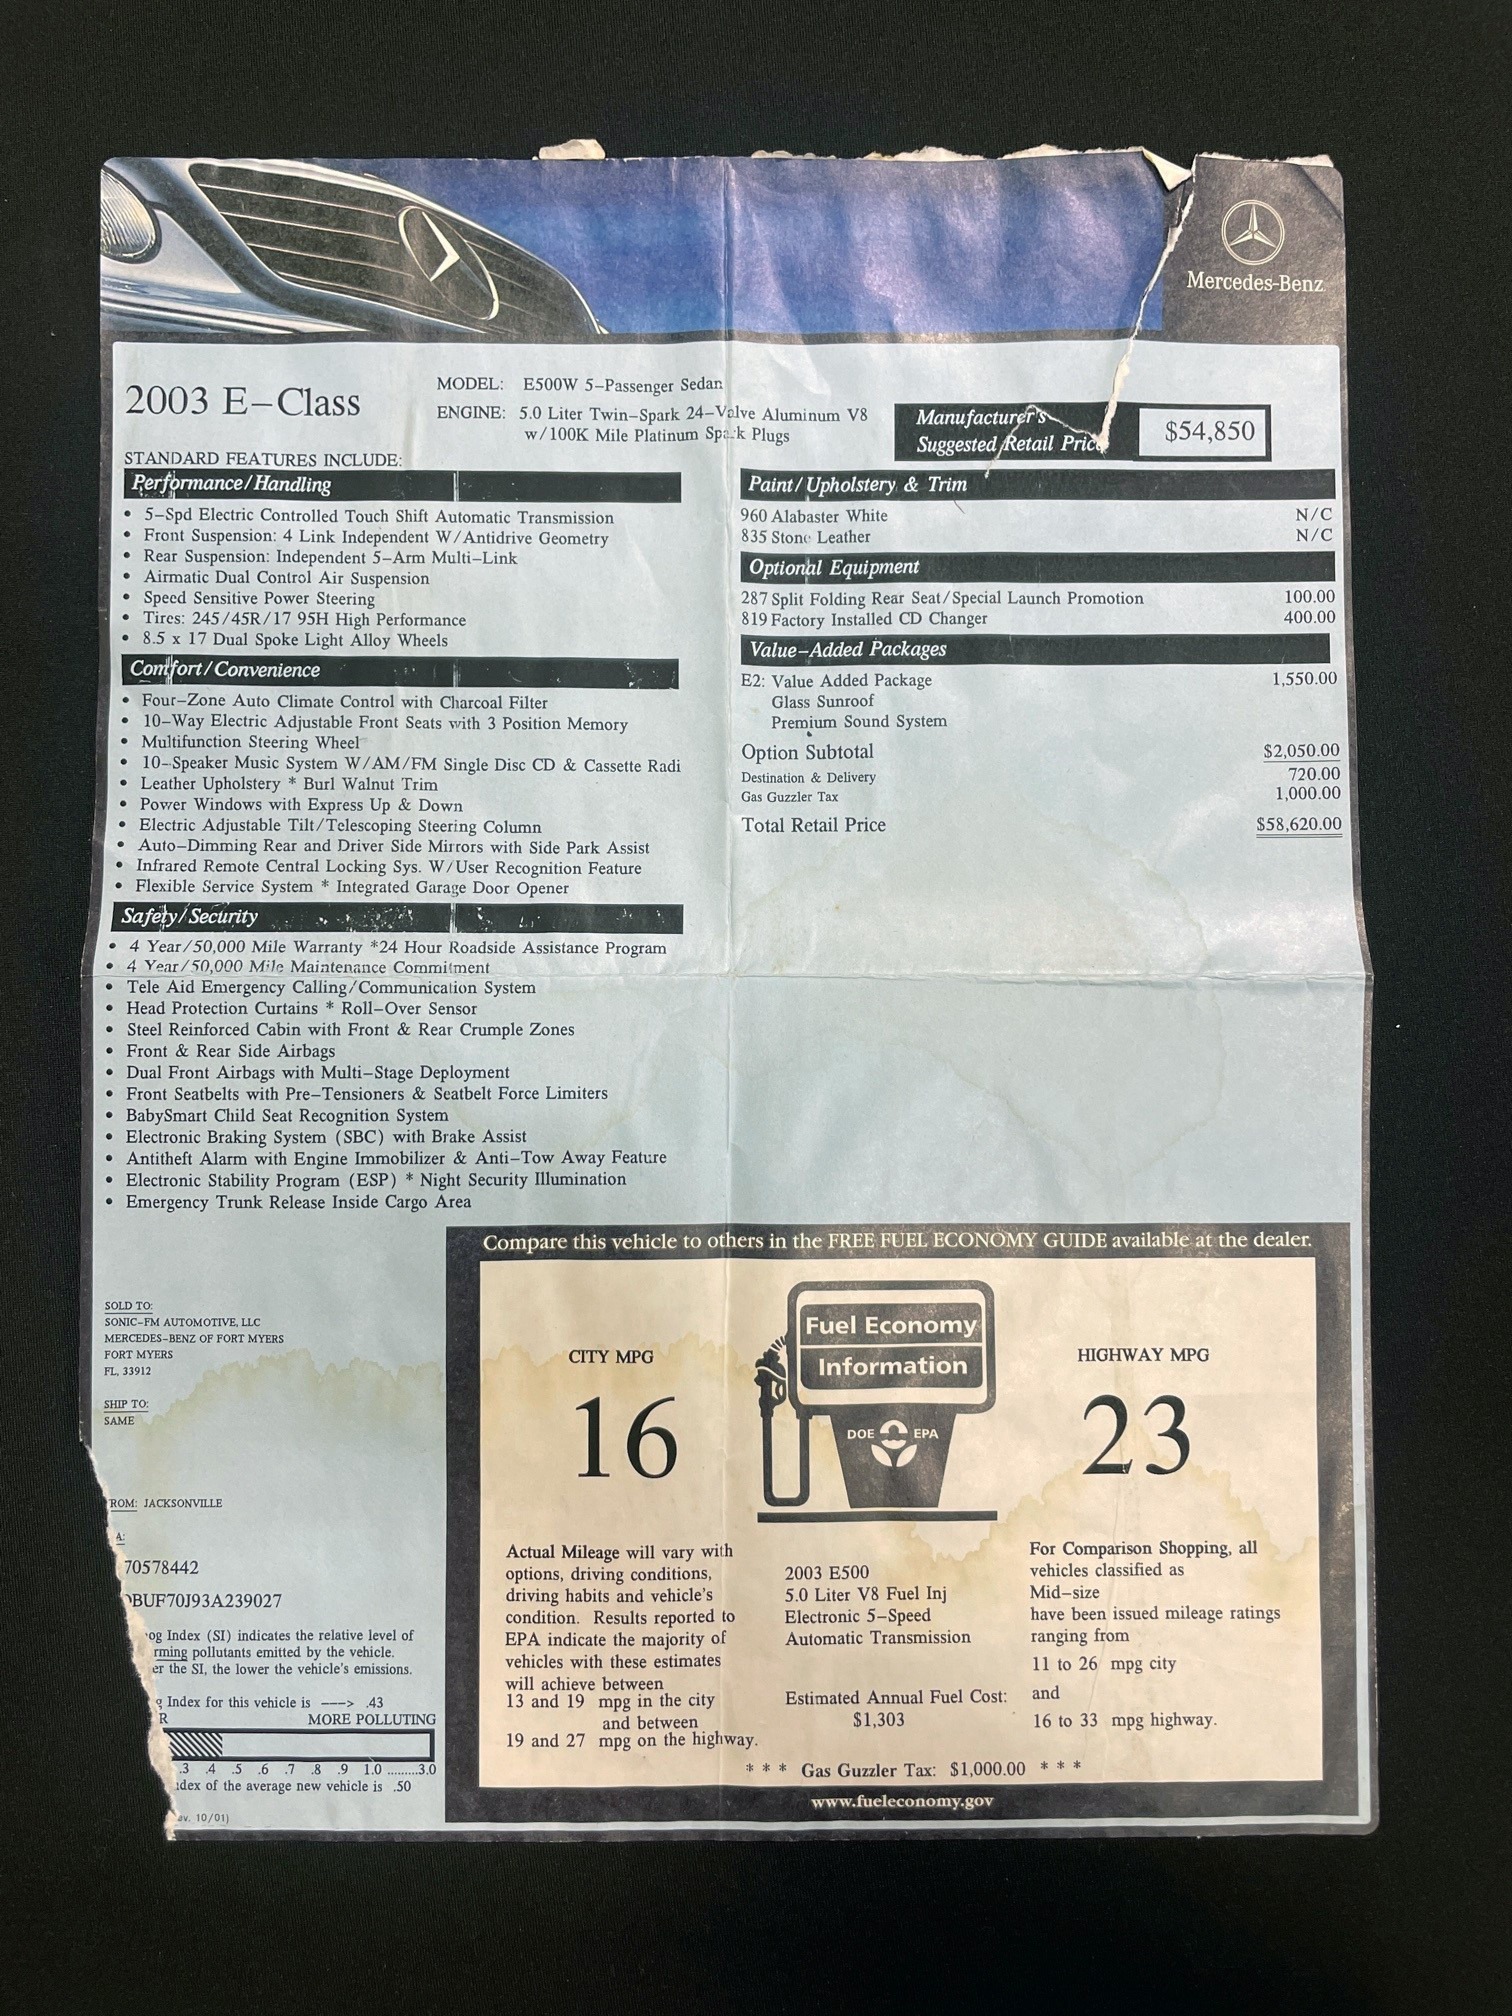 Mercedes-Benz
2003 E-Class
MODEL: E500W 5-Passenger Sedan
ENGINE: 5.0 Liter Twin-Spark 24-Valve Aluminum V8
w/100K Mile Platinum Spark Plugs
Manufacturer's
Suggested Retail Price
$54,850
STANDARD FEATURES INCLUDE:
Performance/Handling
• 5-Spd Electric Controlled Touch Shift Automatic Transmission
• Front Suspension: 4 Link Independent W/Antidrive Geometry
• Rear Suspension: Independent 5-Arm Multi-Link
• Airmatic Dual Control Air Suspension
• Speed Sensitive Power Steering
• Tires: 245/45R/17 95H High Performance
• 8.5 x 17 Dual Spoke Light Alloy Wheels
Comfort/Convenience
• Four-Zone Auto Climate Control with Charcoal Filter
• 10-Way Electric Adjustable Front Seats with 3 Position Memory
• Multifunction Steering Wheel
• 10-Speaker Music System W/AM/FM Single Disc CD & Cassette Radi
• Leather Upholstery * Burl Walnut Trim
• Power Windows with Express Up & Down
• Electric Adjustable Tilt/Telescoping Steering Column
• Auto-Dimming Rear and Driver Side Mirrors with Side Park Assist
• Infrared Remote Central Locking Sys. W/User Recognition Feature
• Flexible Service System * Integrated Garage Door Opener
Safety/Security
• 4 Year/50,000 Mile Warranty *24 Hour Roadside Assistance Program
• 4 Year/50,000 Mile Maintenance Commitment
• Tele Aid Emergency Calling/Communication System
• Head Protection Curtains * Roll-Over Sensor
• Steel Reinforced Cabin with Front & Rear Crumple Zones
• Front & Rear Side Airbags
• Dual Front Airbags with Multi-Stage Deployment
• Front Seatbelts with Pre-Tensioners & Seatbelt Force Limiters
• BabySmart Child Seat Recognition System
• Electronic Braking System (SBC) with Brake Assist
• Antitheft Alarm with Engine Immobilizer & Anti-Tow Away Feature
• Electronic Stability Program (ESP) * Night Security Illumination
• Emergency Trunk Release Inside Cargo Area
Paint/Upholstery & Trim
960 Alabaster White N/C
835 Stone Leather N/C
Optional Equipment
287 Split Folding Rear Seat/Special Launch Promotion 100.00
819 Factory Installed CD Changer 400.00
Value-Added Packages
E2: Value Added Package 1,550.00
Glass Sunroof
Premium Sound System
Option Subtotal $2,050.00
Destination & Delivery 720.00
Gas Guzzler Tax 1,000.00
Total Retail Price $58,620.00
SOLD TO:
SONIC-FM AUTOMOTIVE, LLC
MERCEDES-BENZ OF FORT MYERS
FORT MYERS
FL, 33912
SHIP TO:
SAME
ROM: JACKSONVILLE
A:
70578442
BUF70J93A239027
og Index (SI) indicates the relative level of
rming pollutants emitted by the vehicle.
er the SI, the lower the vehicle's emissions.
g Index for this vehicle is ---> .43
R MORE POLLUTING
.3 .4 .5 .6 .7 .8 .9 1.0 ........3.0
dex of the average new vehicle is .50
v. 10/01)
Compare this vehicle to others in the FREE FUEL ECONOMY GUIDE available at the dealer.
Fuel Economy
Information
DOE EPA
CITY MPG
16
HIGHWAY MPG
23
Actual Mileage will vary with
options, driving conditions,
driving habits and vehicle's
condition. Results reported to
EPA indicate the majority of
vehicles with these estimates
will achieve between
13 and 19 mpg in the city
and between
19 and 27 mpg on the highway.
2003 E500
5.0 Liter V8 Fuel Inj
Electronic 5-Speed
Automatic Transmission
Estimated Annual Fuel Cost:
$1,303
For Comparison Shopping, all
vehicles classified as
Mid-size
have been issued mileage ratings
ranging from
11 to 26 mpg city
and
16 to 33 mpg highway.
* * * Gas Guzzler Tax: $1,000.00 * * *
www.fueleconomy.gov